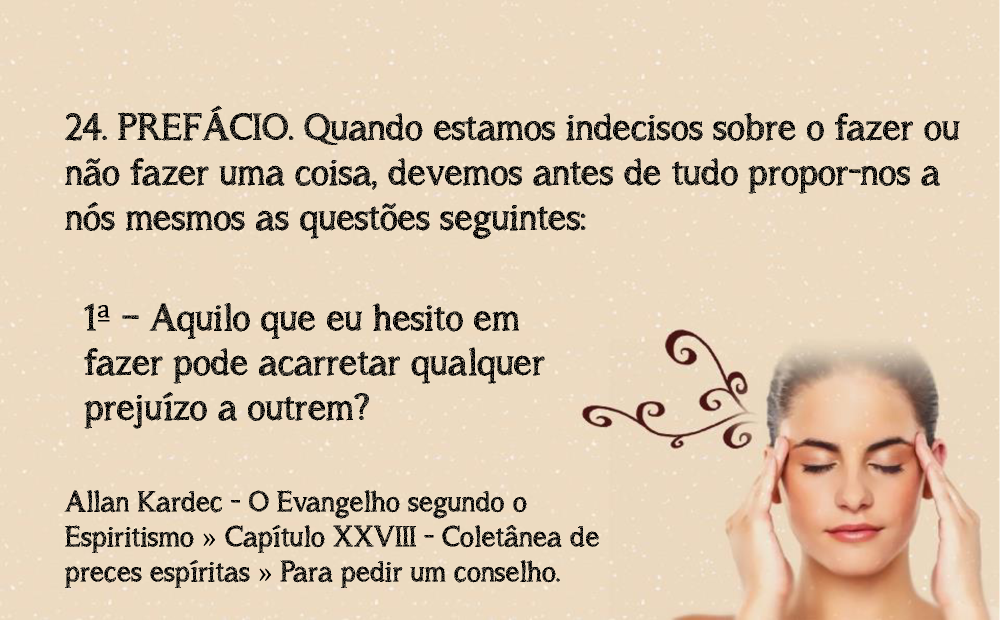 24. PREFÁCIO. Quando estamos indecisos sobre o fazer ou
não fazer uma coisa, devemos antes de tudo propor-nos a
nós mesmos as questões seguintes:
1ª – Aquilo que eu hesito em
fazer pode acarretar qualquer
prejuízo a outrem?
Allan Kardec - O Evangelho segundo o
Espiritismo » Capítulo XXVIII - Coletânea de
preces espíritas » Para pedir um conselho.